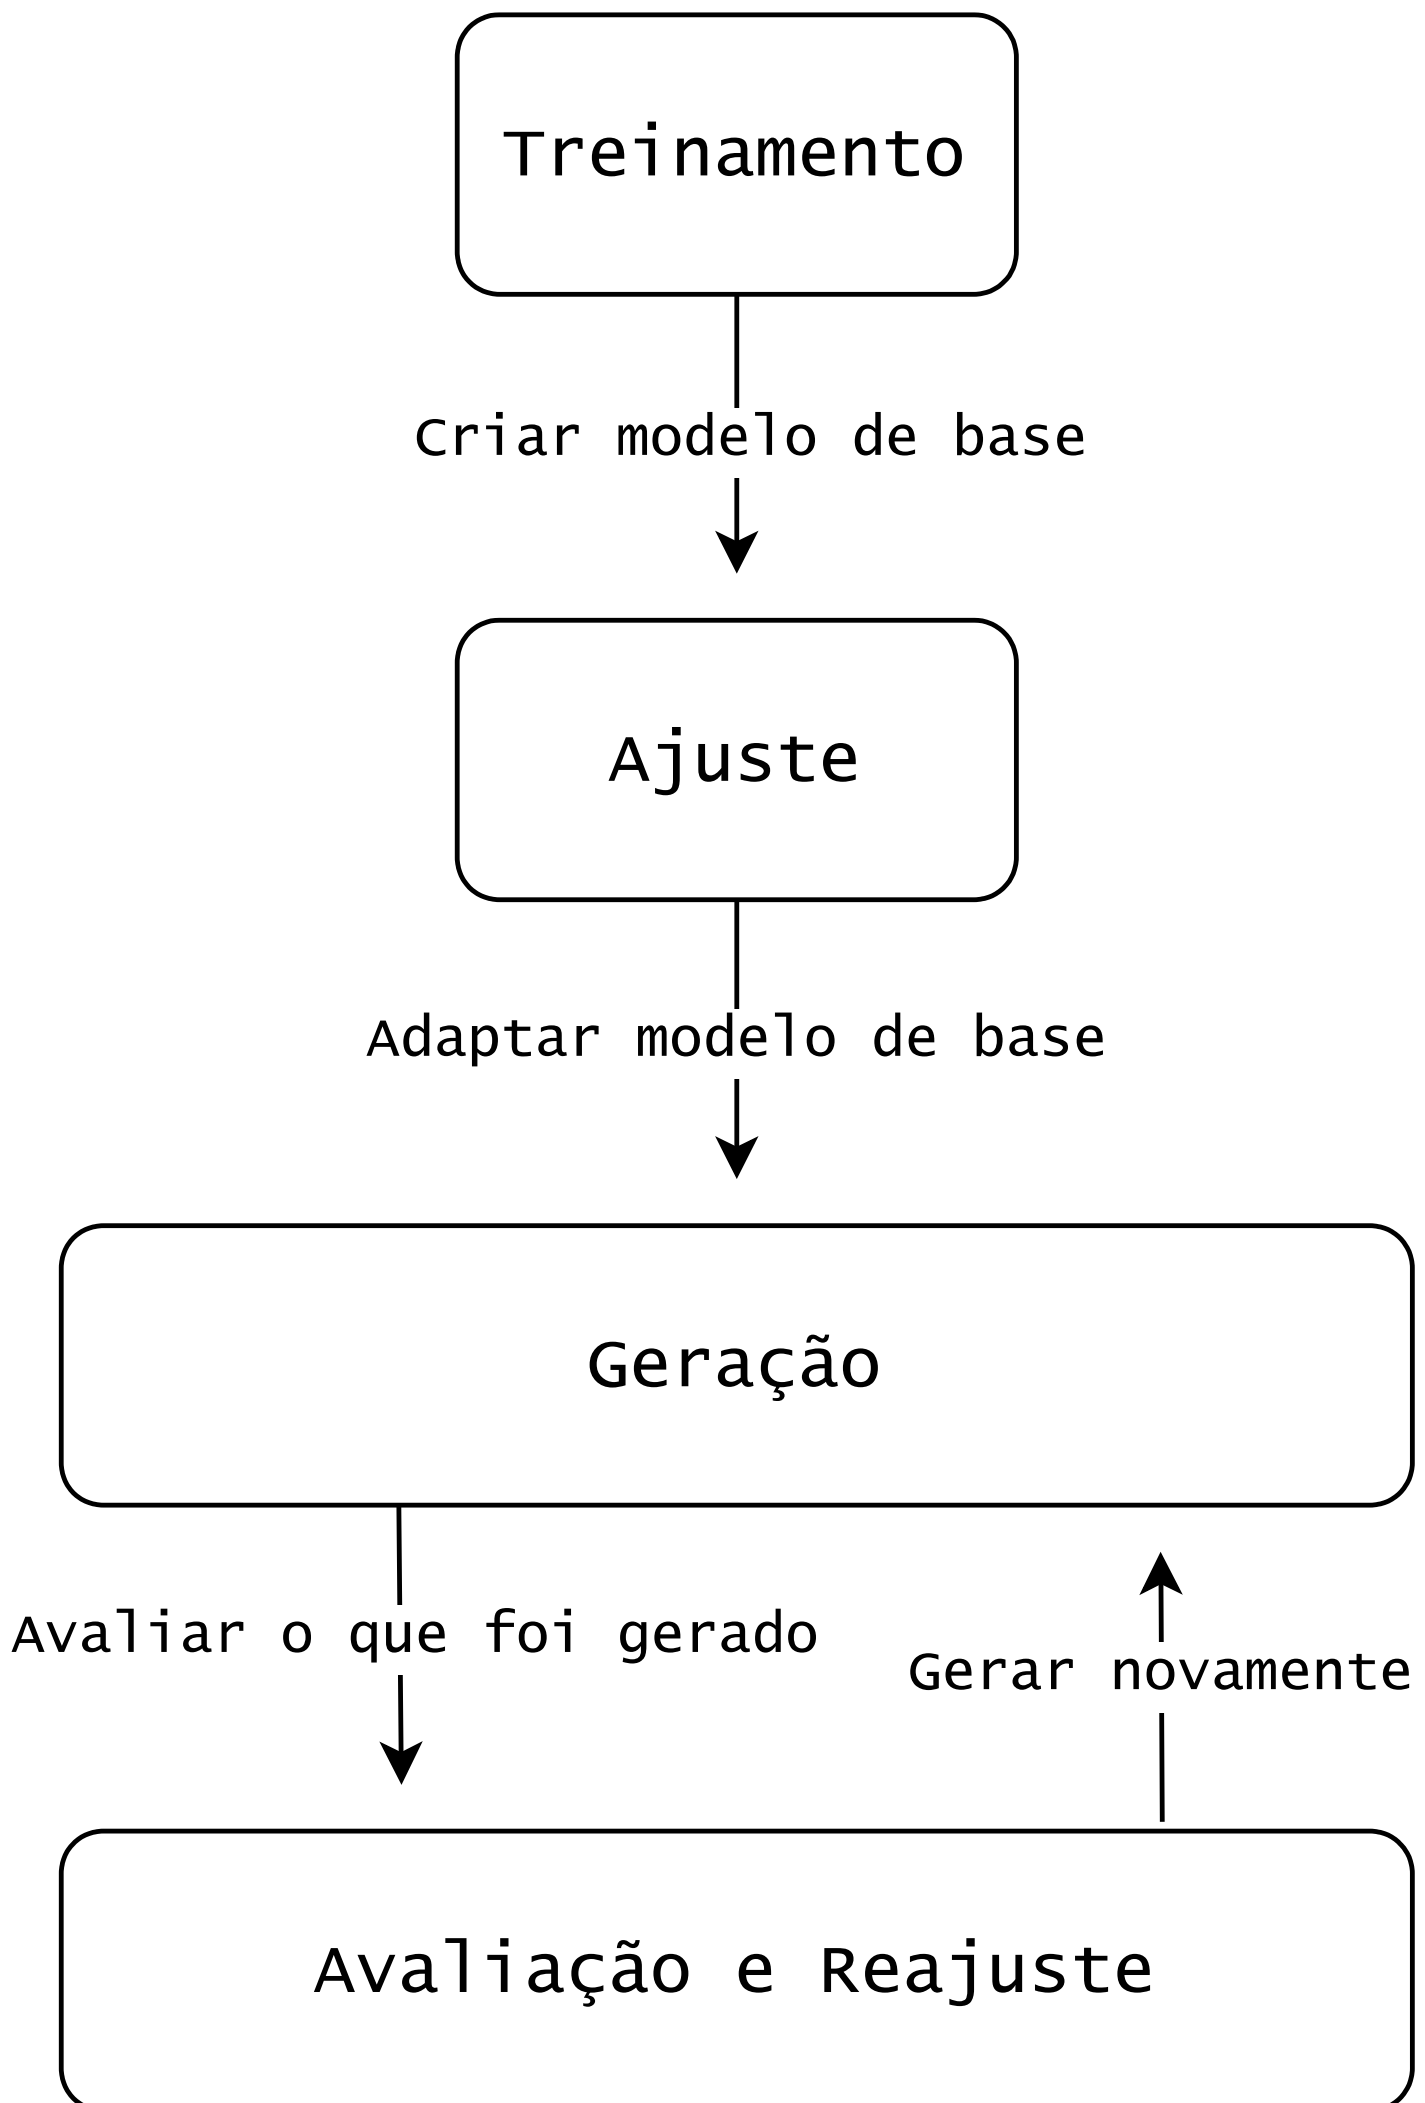 Treinamento
Criar modelo de base
Ajuste
Adaptar modelo de base
Geração
Avaliar o que foi gerado
Gerar novamente
Avaliação e Reajuste